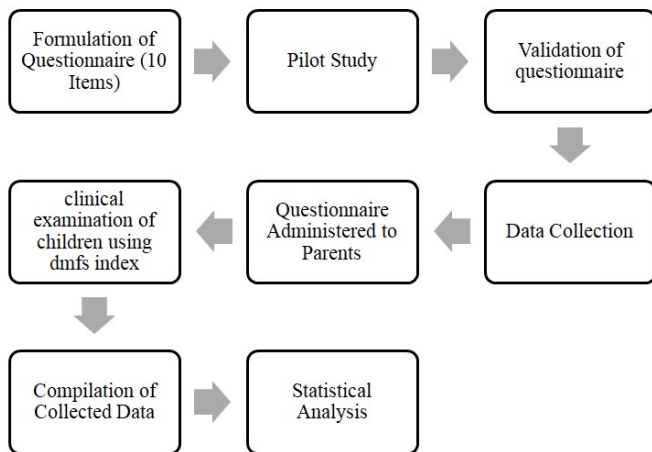 Formulation of
Questionnaire (10
Items)
Pilot Study
Validation of
questionnaire
Data Collection
Questionnaire
Administered to
Parents
clinical
examination of
children using
dmfs index
Compilation of
Collected Data
Statistical
Analysis